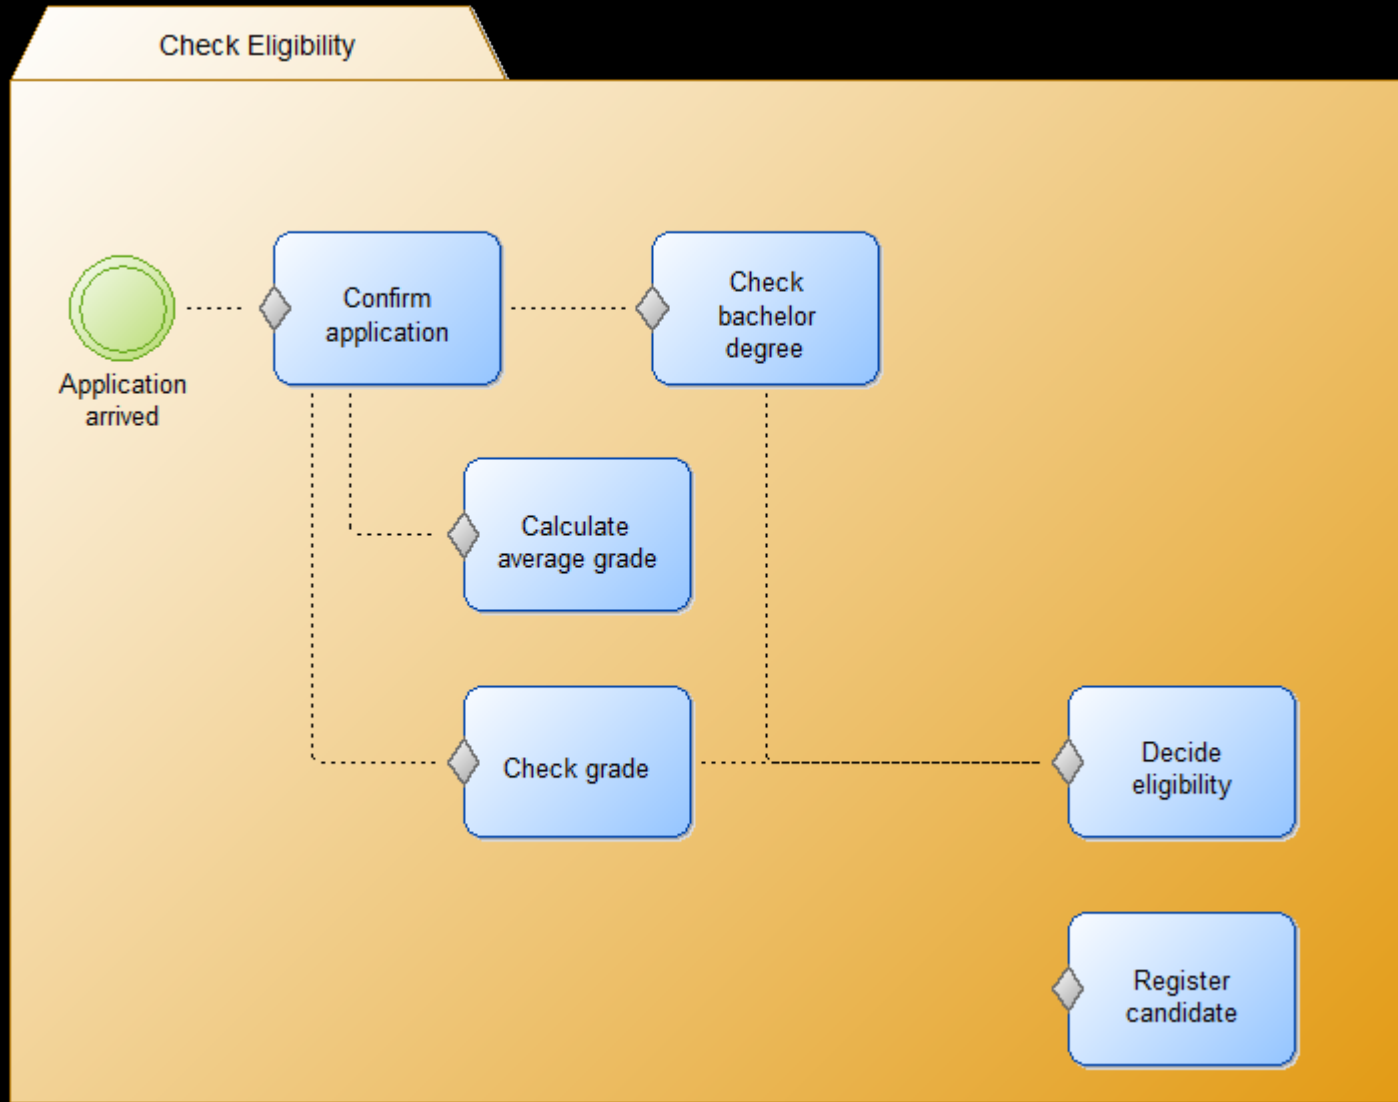 Check Eligibility
Confirm
application
Check
bachelor
degree
Application
arrived
Calculate
average grade
Check grade
Decide
eligibility
Register
candidate